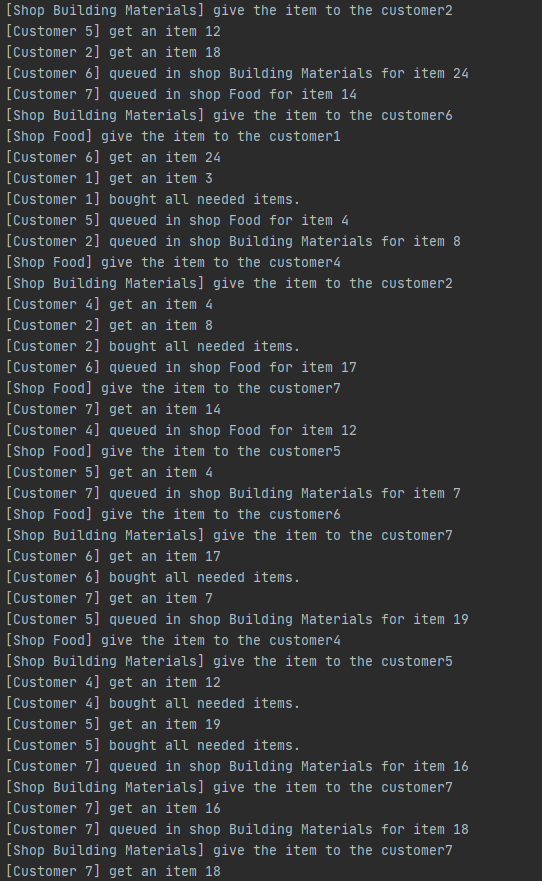 [Shop Building Materials] give the item to the customer2
[Customer 5] get an item 12
[Customer 2] get an item 18
[Customer 6] queued in shop Building Materials for item 24
[Customer 7] queued in shop Food for item 14
[Shop Building Materials] give the item to the customer6
[Shop Food] give the item to the customer1
[Customer 6] get an item 24
[Customer 1] get an item 3
[Customer 1] bought all needed items.
[Customer 5] queued in shop Food for item 4
[Customer 2] queued in shop Building Materials for item 8
[Shop Food] give the item to the customer4
[Shop Building Materials] give the item to the customer2
[Customer 4] get an item 4
[Customer 2] get an item 8
[Customer 2] bought all needed items.
[Customer 6] queued in shop Food for item 17
[Shop Food] give the item to the customer7
[Customer 7] get an item 14
[Customer 4] queued in shop Food for item 12
[Shop Food] give the item to the customer5
[Customer 5] get an item 4
[Customer 7] queued in shop Building Materials for item 7
[Shop Food] give the item to the customer6
[Shop Building Materials] give the item to the customer7
[Customer 6] get an item 17
[Customer 6] bought all needed items.
[Customer 7] get an item 7
[Customer 5] queued in shop Building Materials for item 19
[Shop Food] give the item to the customer4
[Shop Building Materials] give the item to the customer5
[Customer 4] get an item 12
[Customer 4] bought all needed items.
[Customer 5] get an item 19
[Customer 5] bought all needed items.
[Customer 7] queued in shop Building Materials for item 16
[Shop Building Materials] give the item to the customer7
[Customer 7] get an item 16
[Customer 7] queued in shop Building Materials for item 18
[Shop Building Materials] give the item to the customer7
[Customer 7] get an item 18